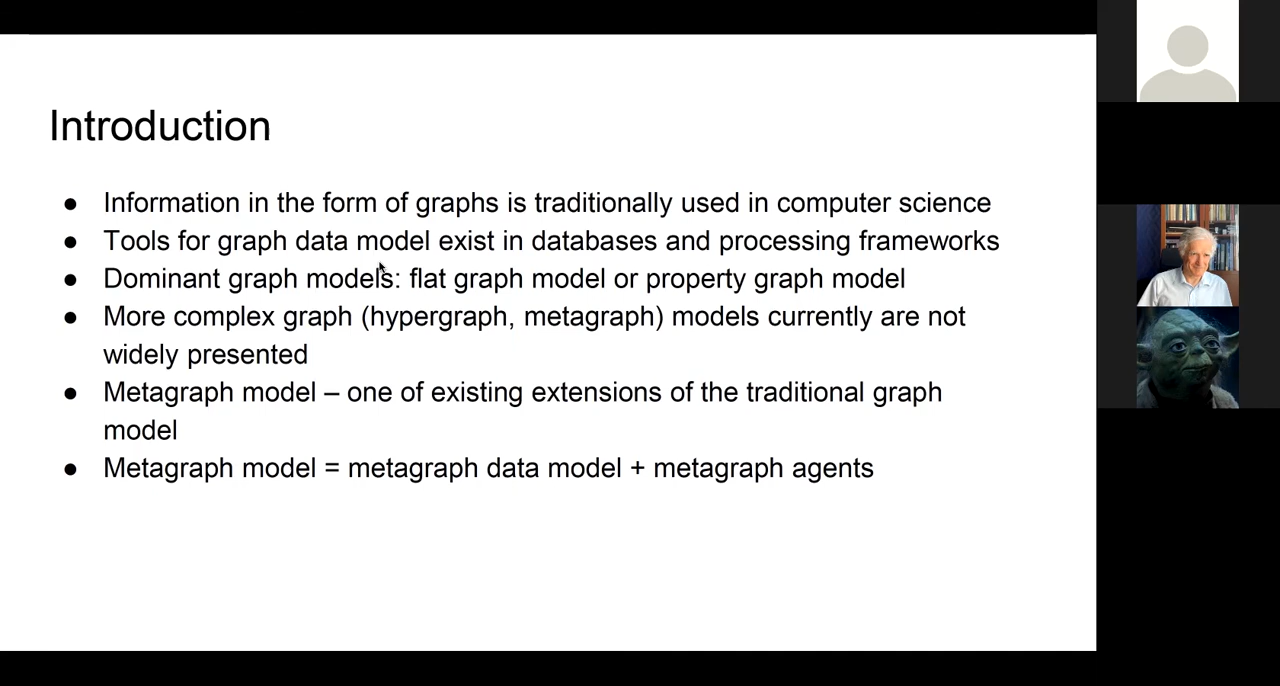 Introduction
● Information in the form of graphs is traditionally used in computer science
● Tools for graph data model exist in databases and processing frameworks
● Dominant graph models: flat graph model or property graph model
● More complex graph (hypergraph, metagraph) models currently are not
widely presented
● Metagraph model – one of existing extensions of the traditional graph
model
● Metagraph model = metagraph data model + metagraph agents